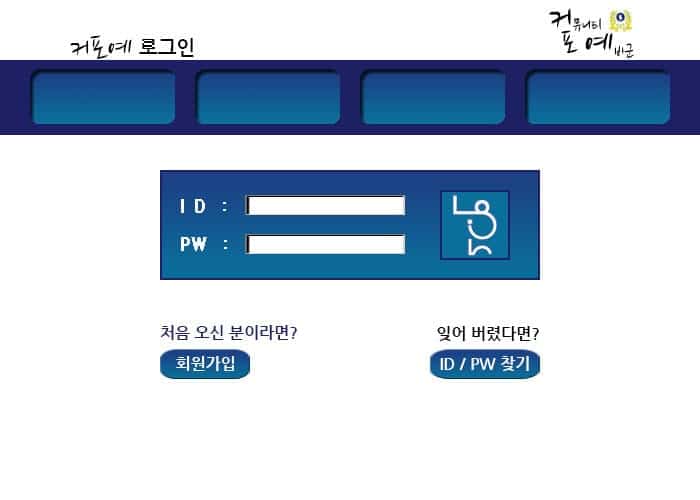 커포예 로그인
커뮤니티
포 예비군
ID :
PW :
처음 오신 분이라면?
잊어 버렸다면?
회원가입
ID / PW 찾기